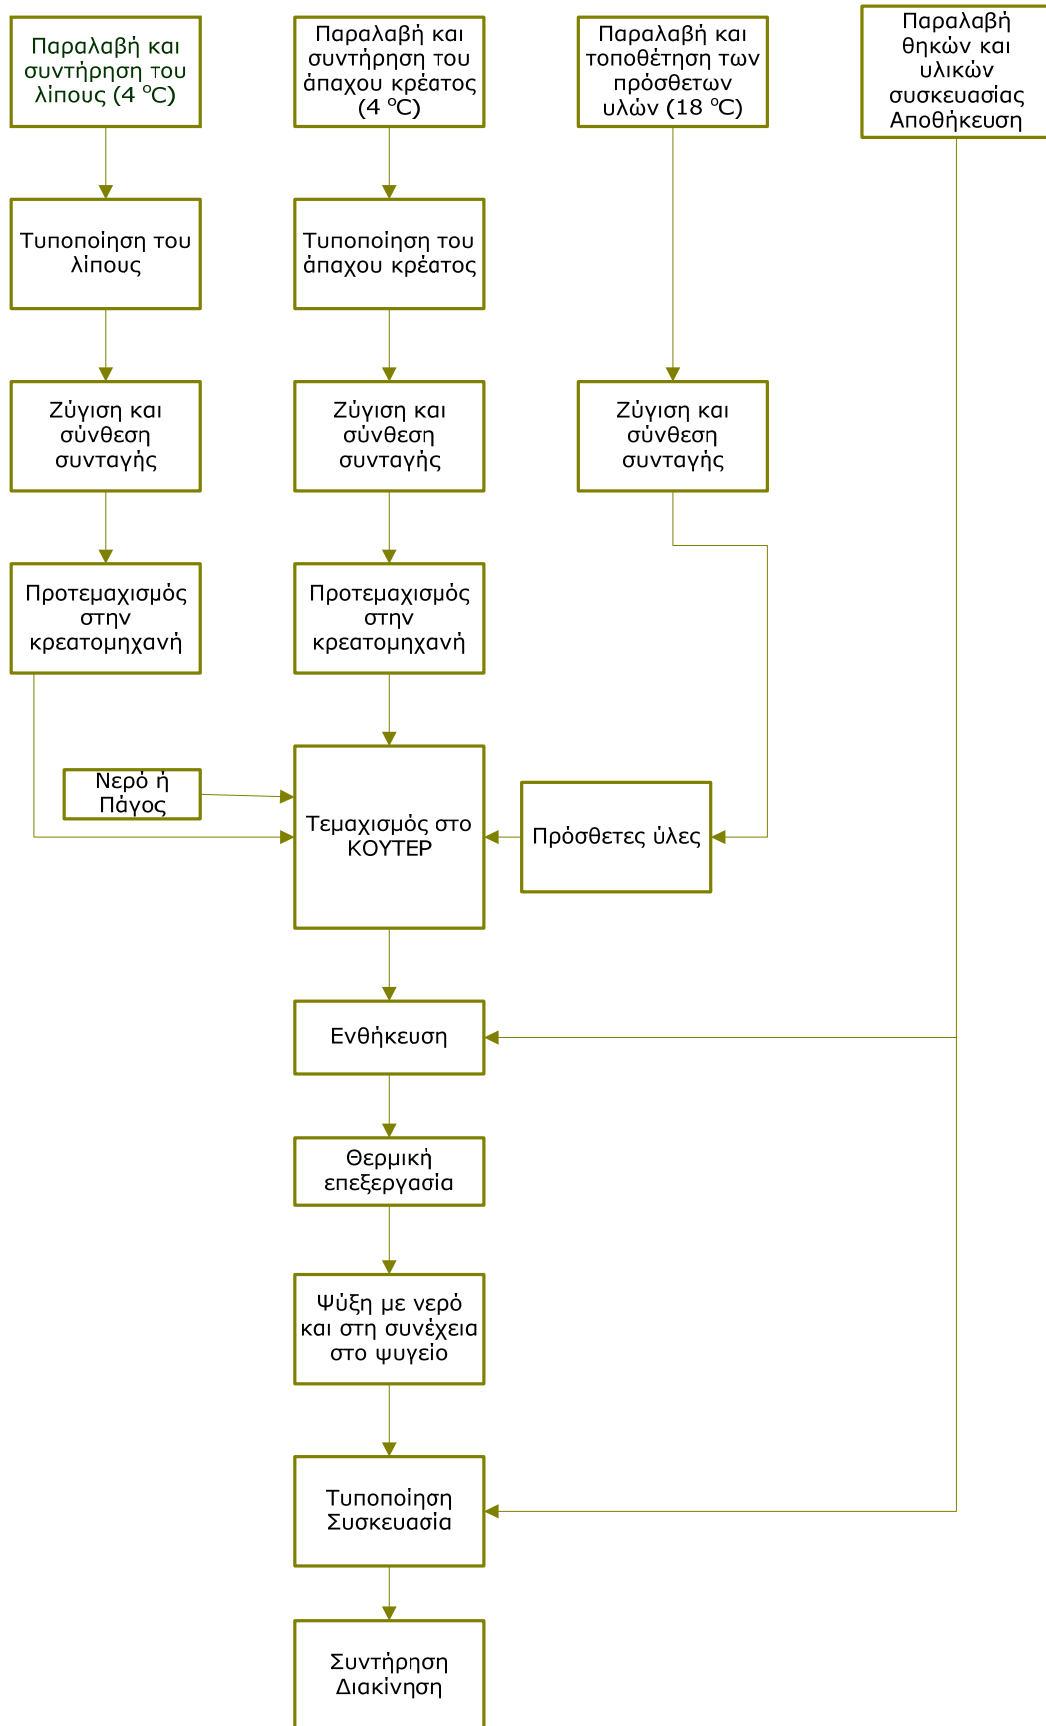 Παραλαβή και
συντήρηση του
λίπους (4 °C)
Παραλαβή και
συντήρηση του
άπαχου κρέατος
(4 °C)
Παραλαβή και
τοποθέτηση των
πρόσθετων
υλών (18 °C)
Παραλαβή
θηκών και
υλικών
συσκευασίας
Αποθήκευση
Τυποποίηση του
λίπους
Τυποποίηση του
άπαχου κρέατος
Ζύγιση και
σύνθεση
συνταγής
Ζύγιση και
σύνθεση
συνταγής
Ζύγιση και
σύνθεση
συνταγής
Προτεμαχισμός
στην
κρεατομηχανή
Προτεμαχισμός
στην
κρεατομηχανή
Νερό ή
Πάγος
Τεμαχισμός στο
ΚΟΥΤΕΡ
Πρόσθετες ύλες
Ενθήκευση
Θερμική
επεξεργασία
Ψύξη με νερό
και στη συνέχεια
στο ψυγείο
Τυποποίηση
Συσκευασία
Συντήρηση
Διακίνηση